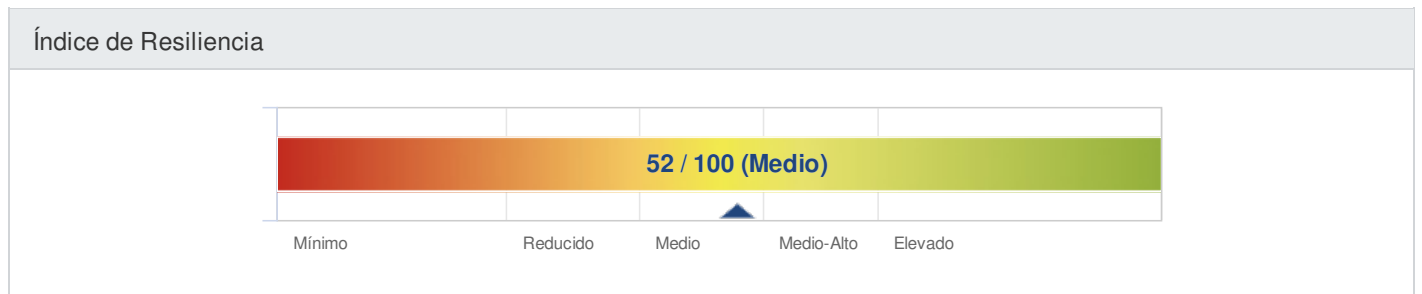 Índice de Resiliencia
52 / 100 (Medio)
Mínimo Reducido Medio Medio-Alto Elevado